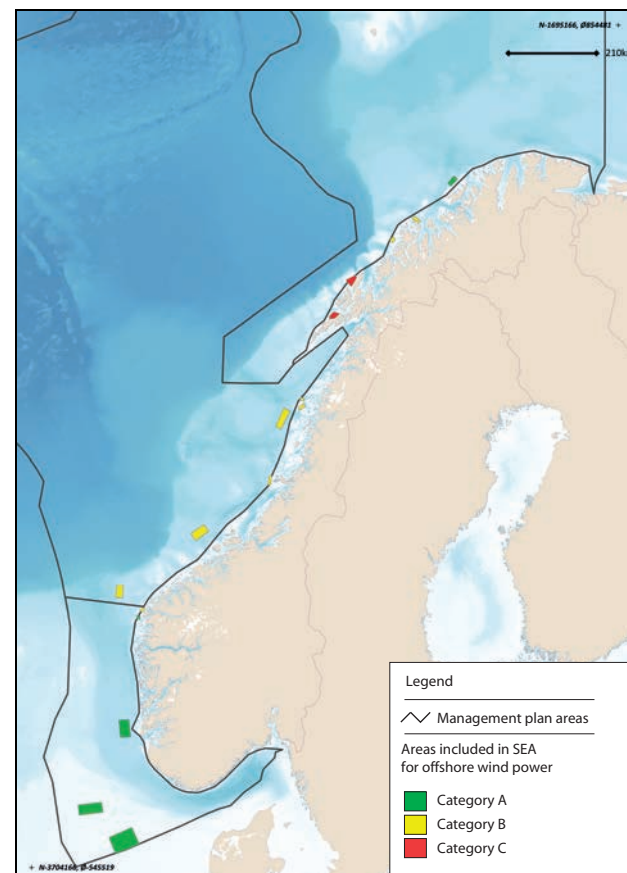 N-1695166, Ø854481 +
210k
Legend
Management plan areas
Areas included in SEA
for offshore wind power
Category A
Category B
Category C
+ N-3704168, Ø-545519